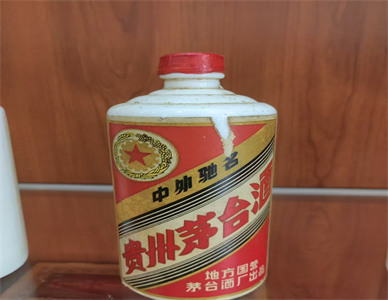 中外驰名
贵州茅台酒
地方国营
茅台酒厂出品